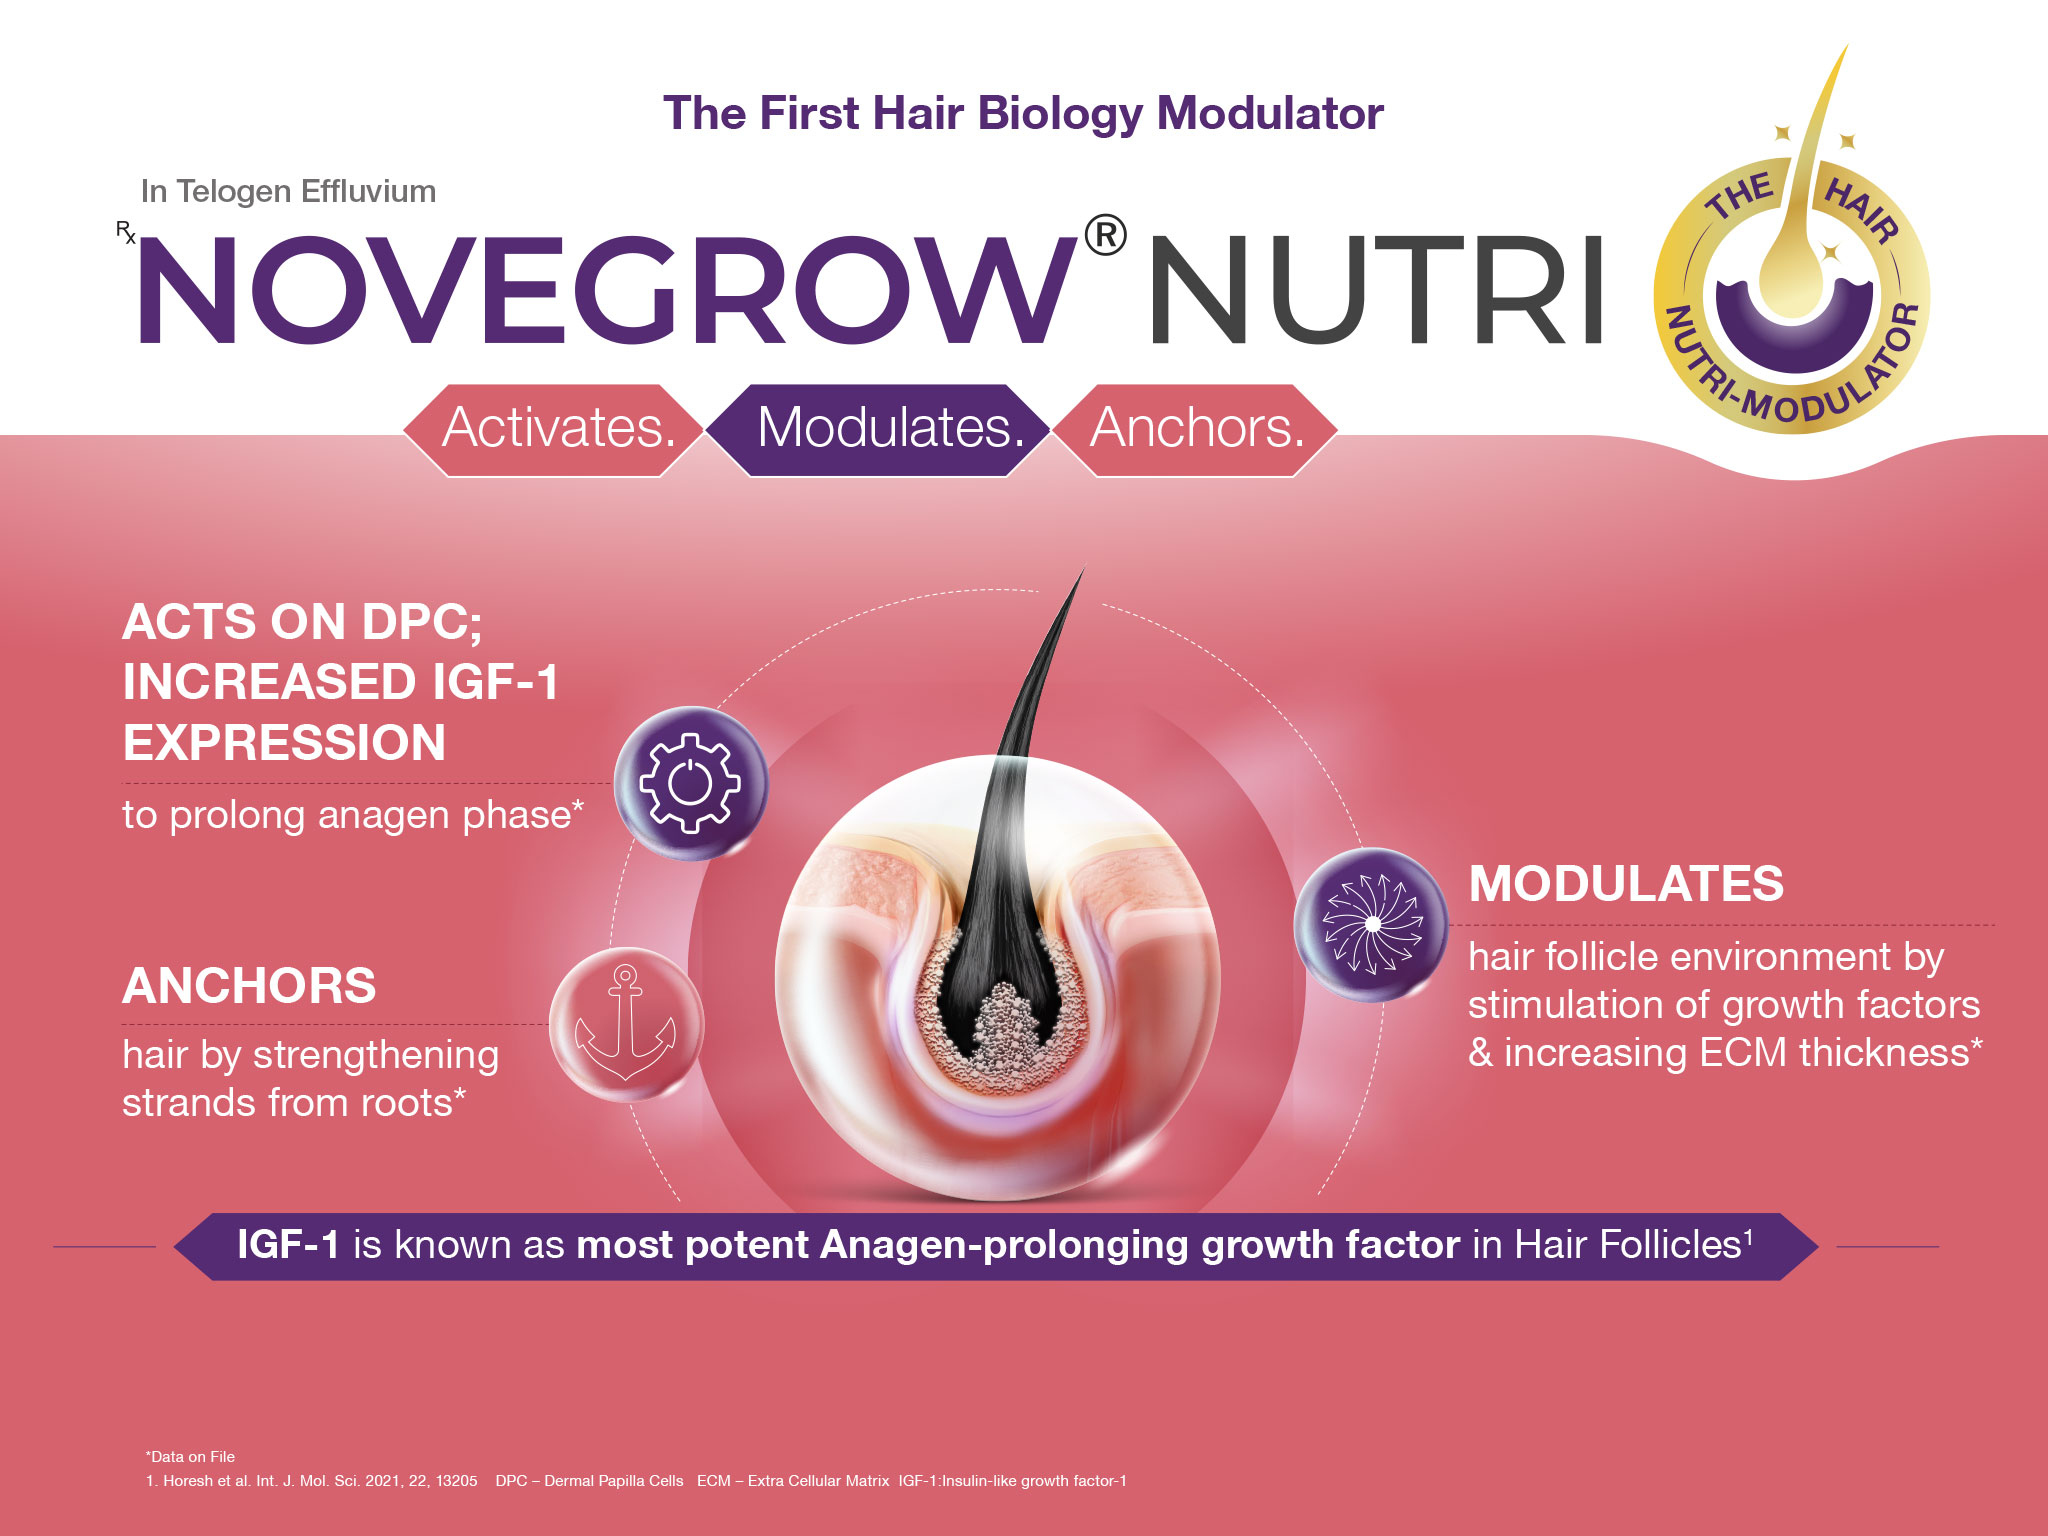 The First Hair Biology Modulator
In Telogen Effluvium
Rx NOVEGROW® NUTRI
THE HAIR
NUTRI-MODULATOR
Activates. Modulates. Anchors.
ACTS ON DPC;
INCREASED IGF-1
EXPRESSION
to prolong anagen phase*
ANCHORS
hair by strengthening
strands from roots*
MODULATES
hair follicle environment by
stimulation of growth factors
& increasing ECM thickness*
IGF-1 is known as most potent Anagen-prolonging growth factor in Hair Follicles¹
*Data on File
1. Horesh et al. Int. J. Mol. Sci. 2021, 22, 13205 DPC – Dermal Papilla Cells ECM – Extra Cellular Matrix IGF-1:Insulin-like growth factor-1